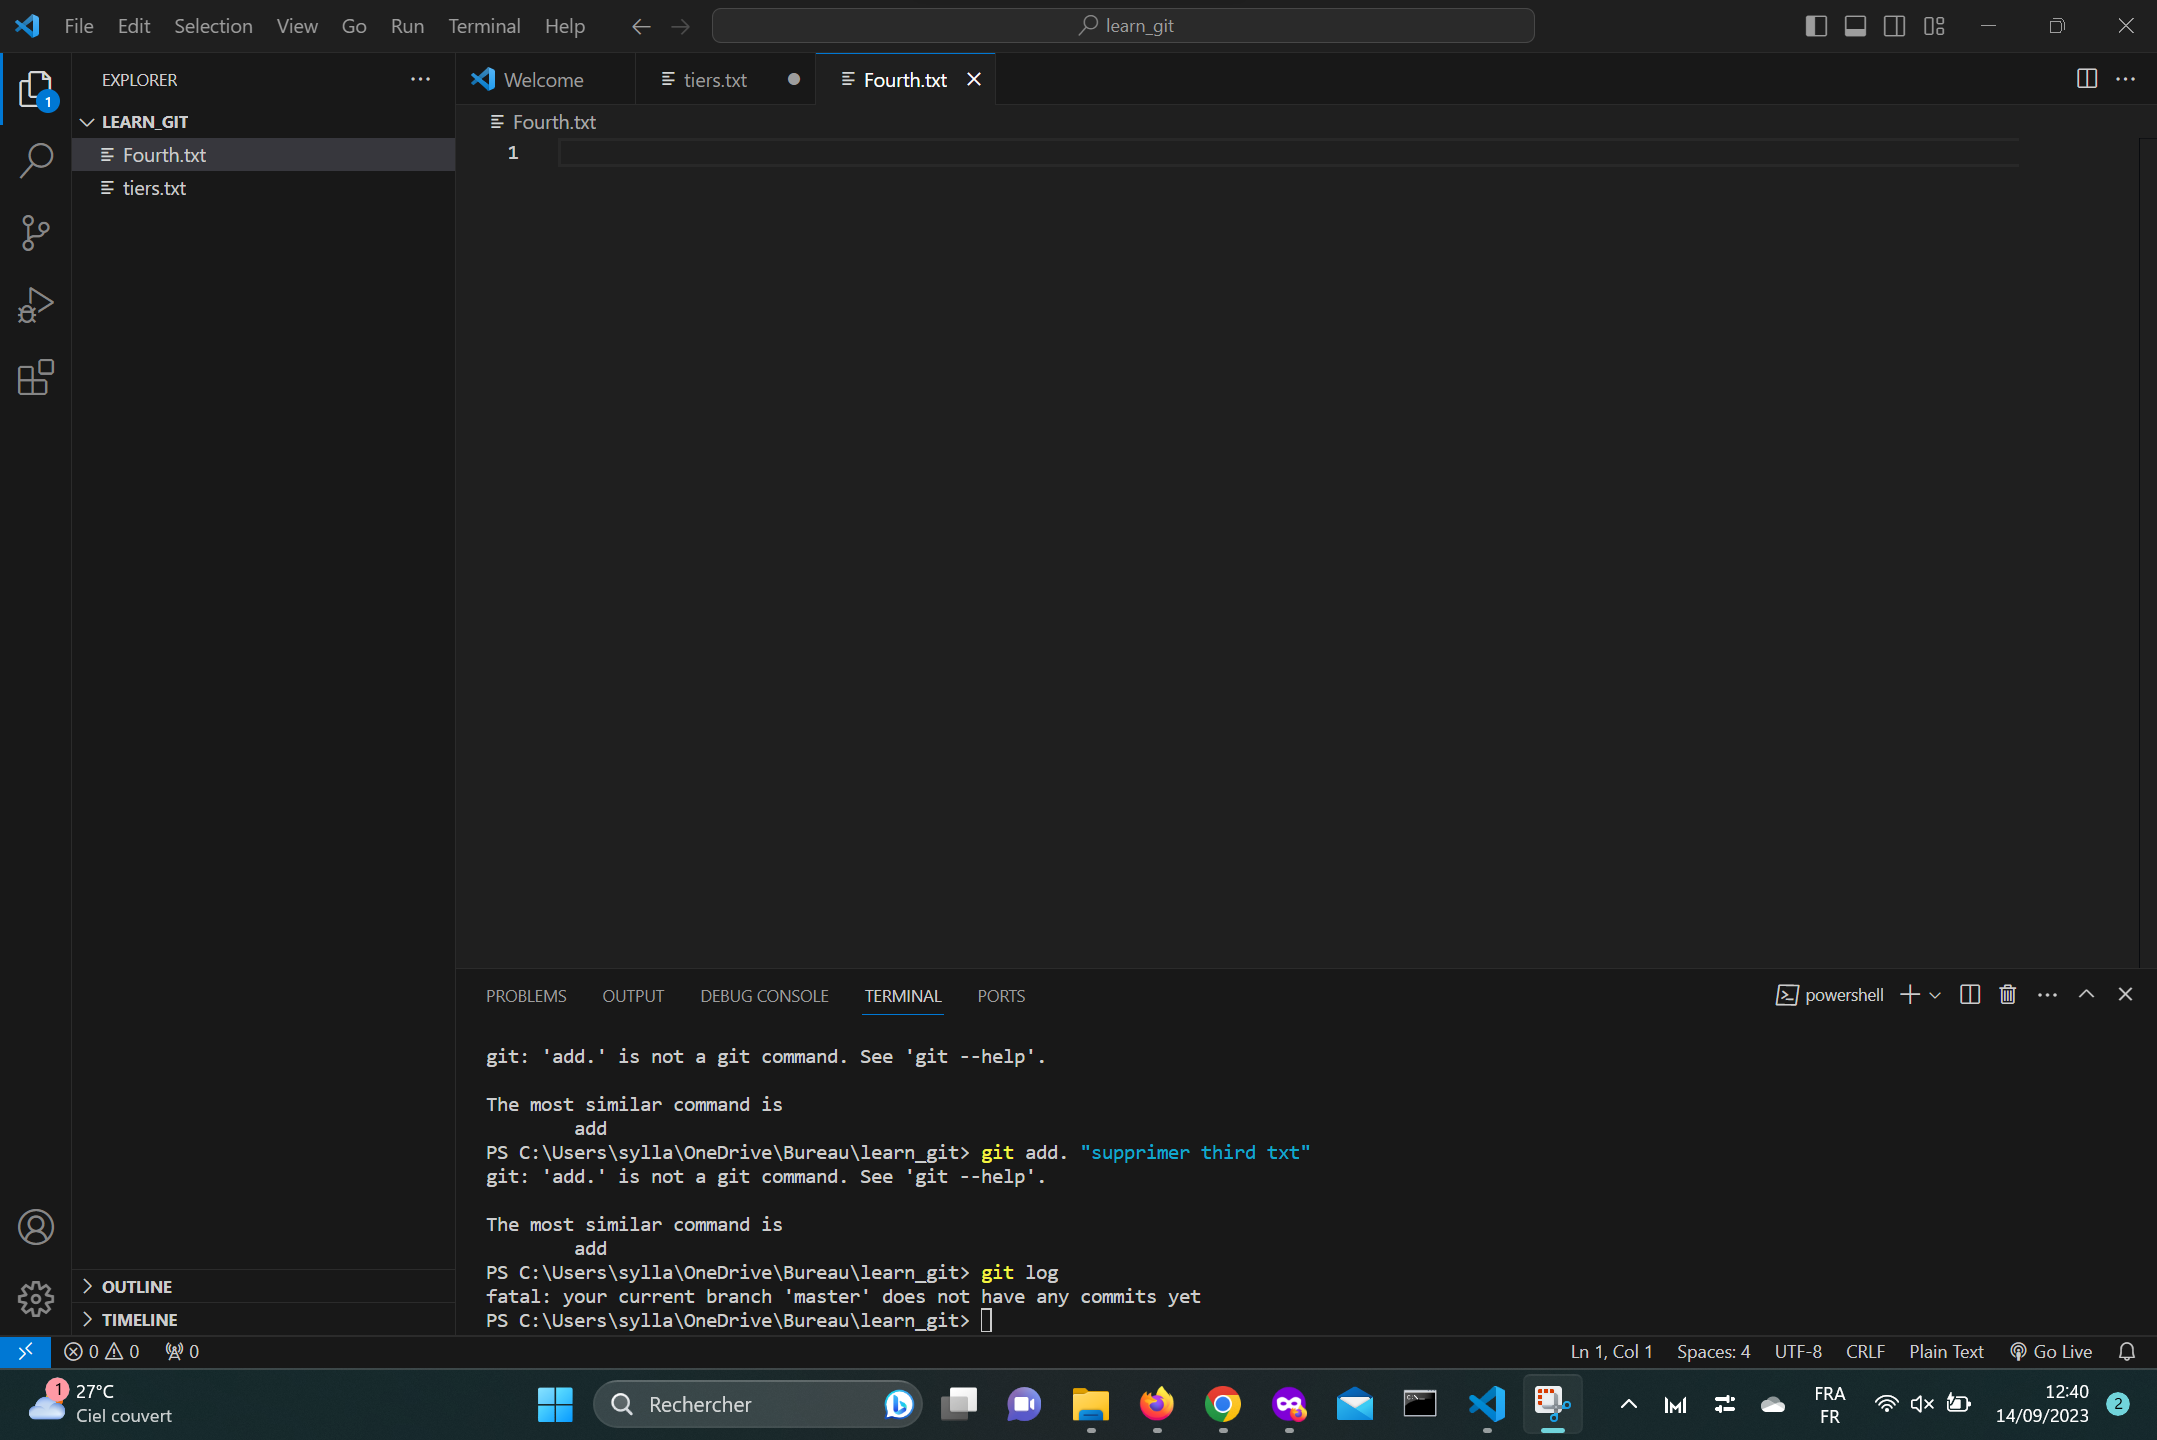 File Edit Selection View Go Run Terminal Help
learn_git
EXPLORER
1
LEARN_GIT
Fourth.txt
tiers.txt
OUTLINE
TIMELINE
Welcome
tiers.txt
Fourth.txt
Fourth.txt
1
PROBLEMS OUTPUT DEBUG CONSOLE TERMINAL PORTS
powershell
git: 'add.' is not a git command. See 'git --help'.
The most similar command is
add
PS C:\Users\sylla\OneDrive\Bureau\learn_git> git add. "supprimer third txt"
git: 'add.' is not a git command. See 'git --help'.
The most similar command is
add
PS C:\Users\sylla\OneDrive\Bureau\learn_git> git log
fatal: your current branch 'master' does not have any commits yet
PS C:\Users\sylla\OneDrive\Bureau\learn_git>
0 0 0
Ln 1, Col 1 Spaces: 4 UTF-8 CRLF Plain Text Go Live
1
27°C
Ciel couvert
Rechercher
FRA
FR
12:40
14/09/2023
2